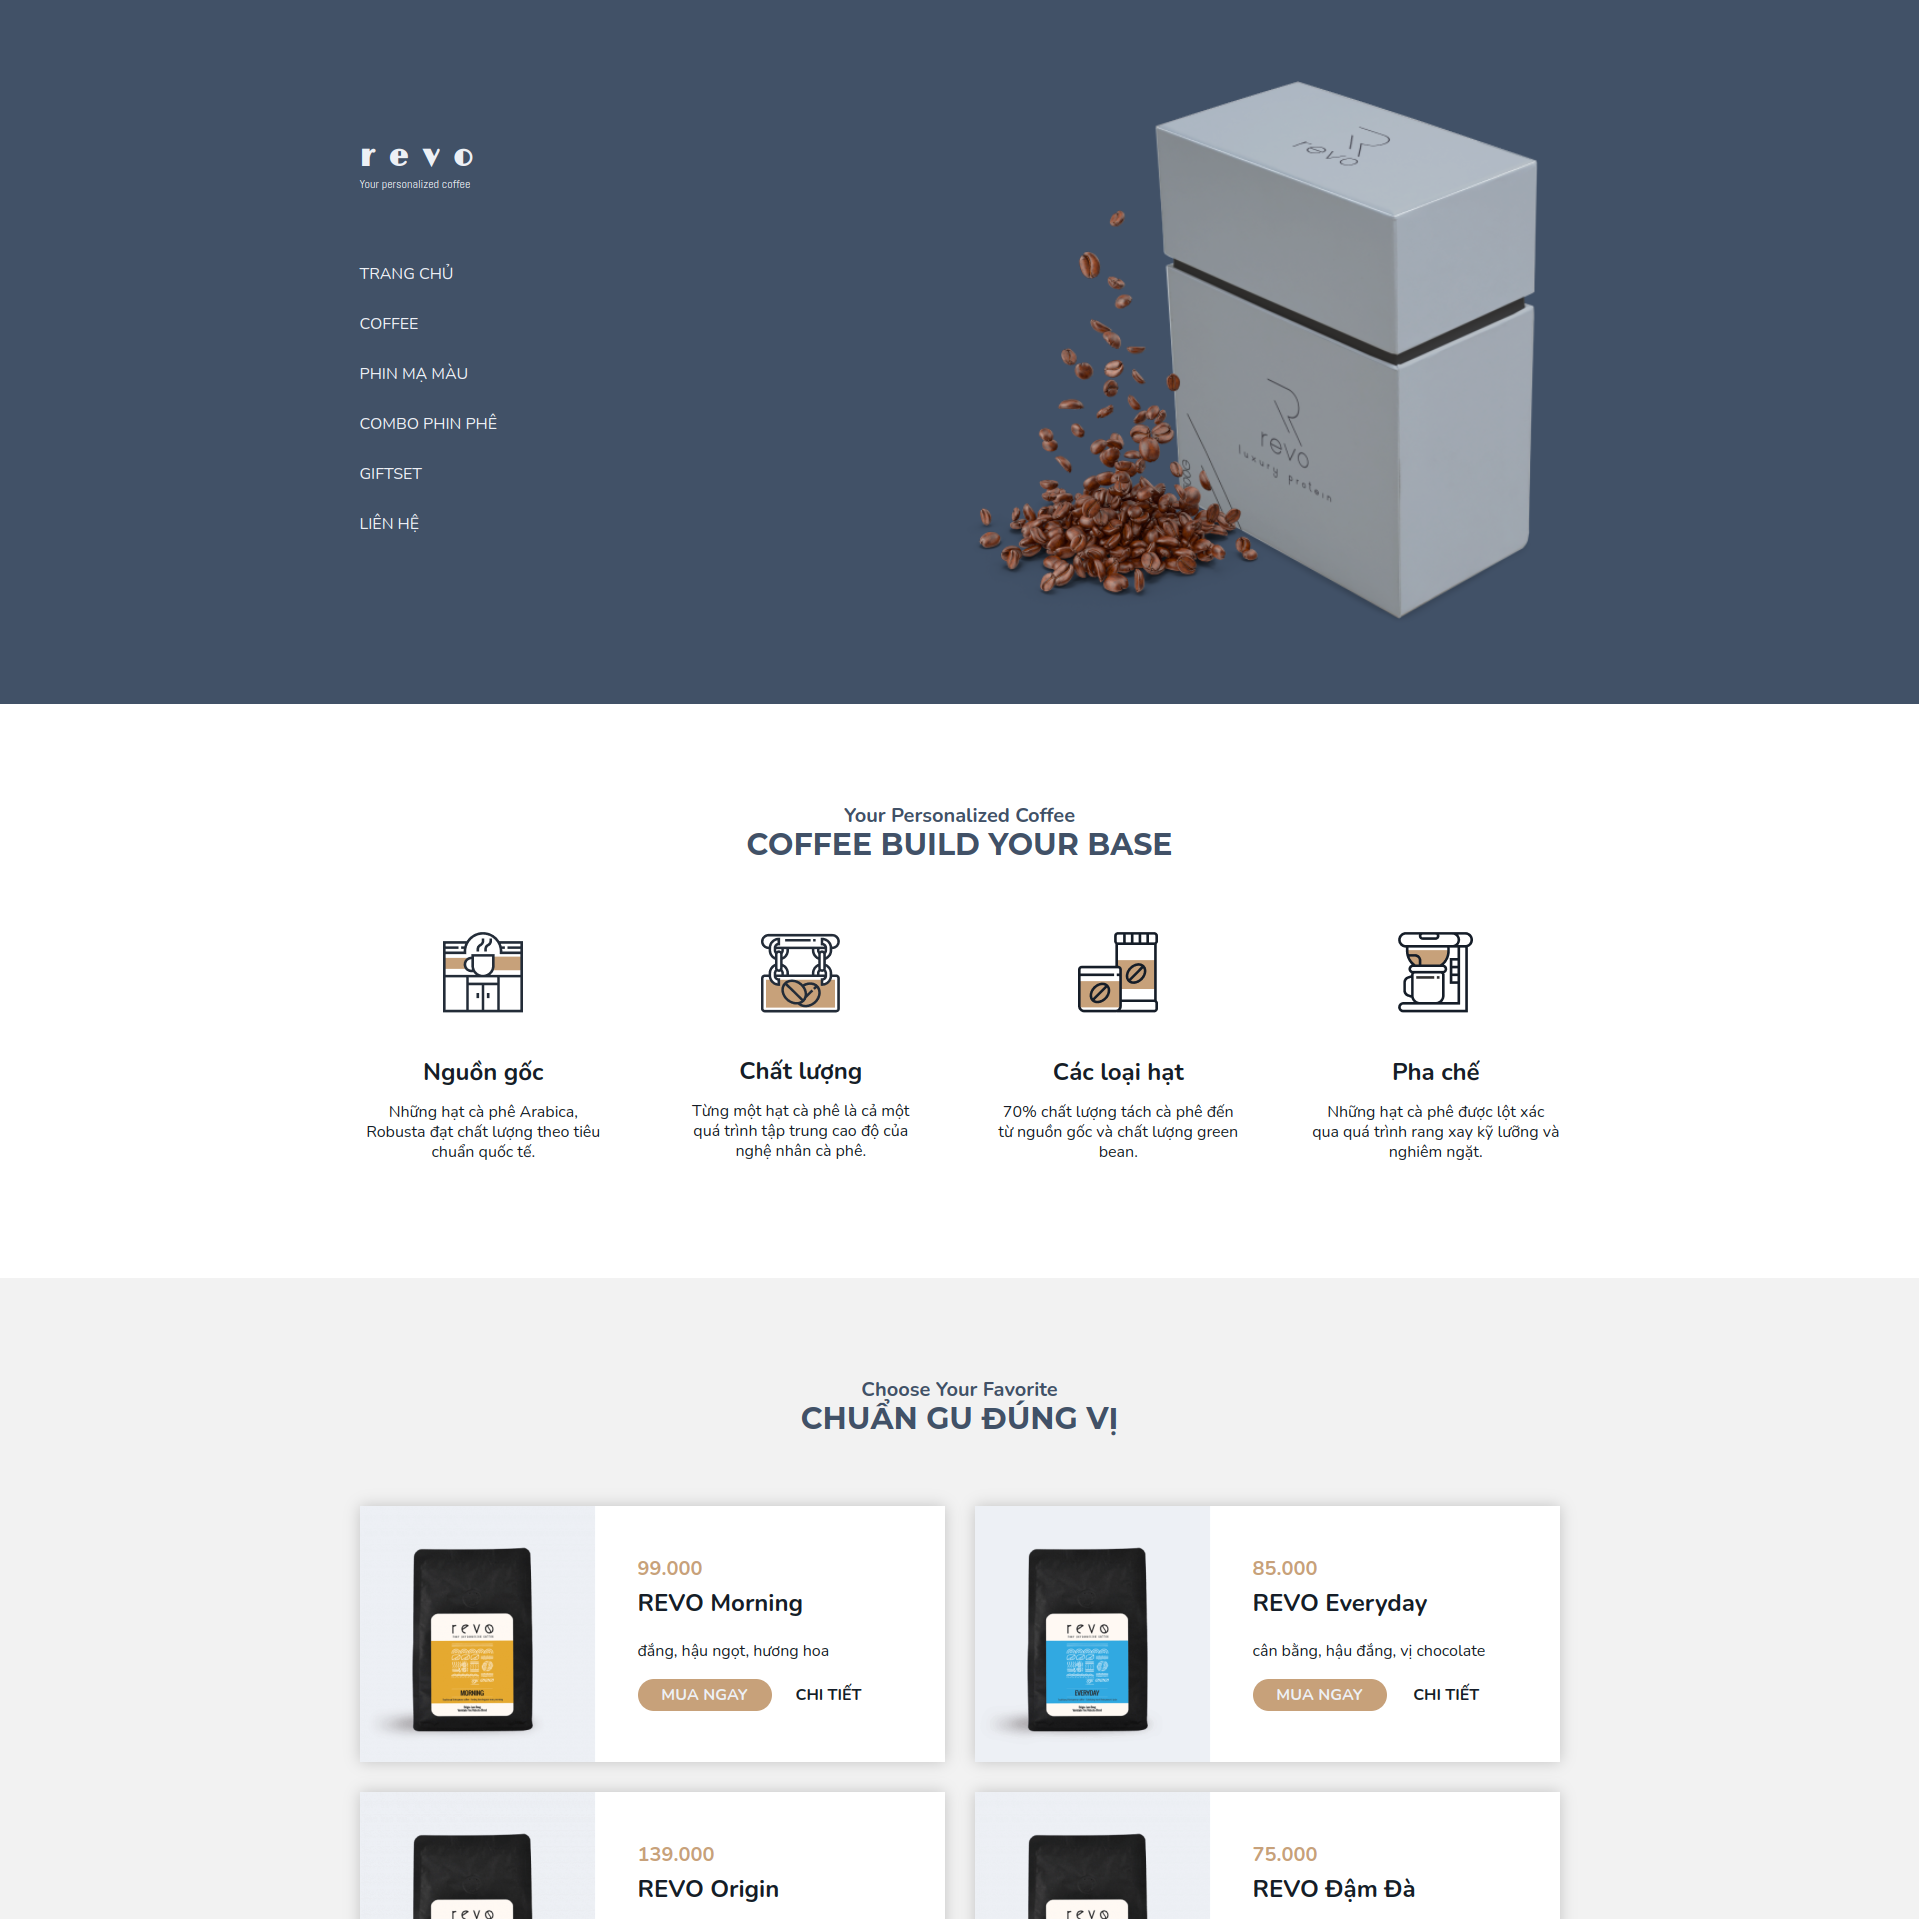 revo
Your personalized coffee
TRANG CHỦ
COFFEE
PHIN MẠ MÀU
COMBO PHIN PHÊ
GIFTSET
LIÊN HỆ
revo
revo
luxury protein
Your Personalized Coffee
COFFEE BUILD YOUR BASE
Nguồn gốc
Những hạt cà phê Arabica,
Robusta đạt chất lượng theo tiêu
chuẩn quốc tế.
Chất lượng
Từng một hạt cà phê là cả một
quá trình tập trung cao độ của
nghệ nhân cà phê.
Các loại hạt
70% chất lượng tách cà phê đến
từ nguồn gốc và chất lượng green
bean.
Pha chế
Những hạt cà phê được lột xác
qua quá trình rang xay kỹ lưỡng và
nghiêm ngặt.
Choose Your Favorite
CHUẨN GU ĐÚNG VỊ
revo
MORNING
99.000
REVO Morning
đắng, hậu ngọt, hương hoa
MUA NGAY CHI TIẾT
revo
EVERYDAY
85.000
REVO Everyday
cân bằng, hậu đắng, vị chocolate
MUA NGAY CHI TIẾT
revo
139.000
REVO Origin
revo
75.000
REVO Đậm Đà